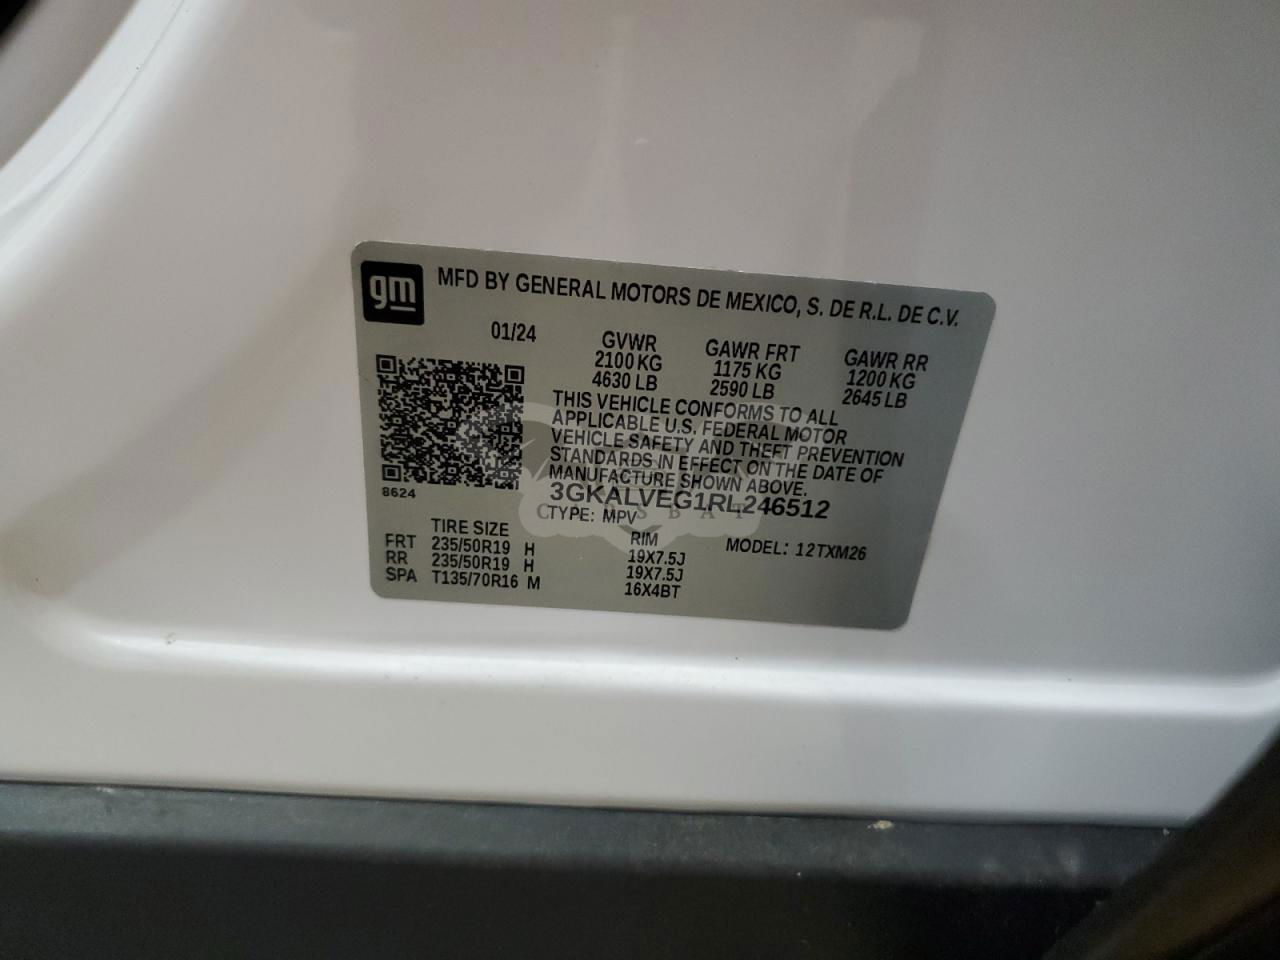 gm
MFD BY GENERAL MOTORS DE MEXICO, S. DE R.L. DE C.V.
01/24
GVWR
2100 KG
4630 LB
GAWR FRT
1175 KG
2590 LB
GAWR RR
1200 KG
2645 LB
THIS VEHICLE CONFORMS TO ALL
APPLICABLE U.S. FEDERAL MOTOR
VEHICLE SAFETY AND THEFT PREVENTION
STANDARDS IN EFFECT ON THE DATE OF
MANUFACTURE SHOWN ABOVE.
8624
3GKALVEG1RL246512
TYPE: MPV
MODEL: 12TXM26
TIRE SIZE
RIM
FRT 235/50R19 H 19X7.5J
RR 235/50R19 H 19X7.5J
SPA T135/70R16 M 16X4BT